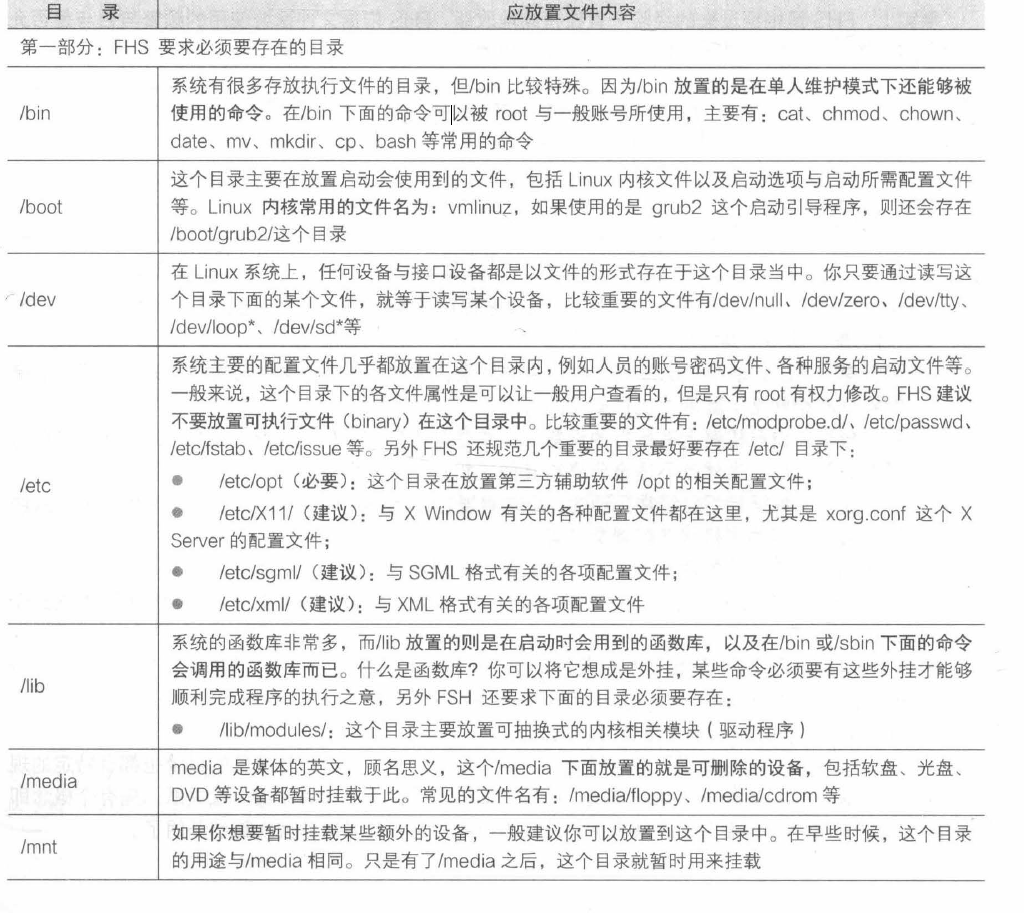 目 录 应放置文件内容
第一部分：FHS 要求必须要存在的目录
/bin
系统有很多存放执行文件的目录，但/bin 比较特殊。因为/bin 放置的是在单人维护模式下还能够被
使用的命令。在/bin 下面的命令可以被 root 与一般账号所使用，主要有：cat、chmod、chown、
date、mv、mkdir、cp、bash 等常用的命令
/boot
这个目录主要在放置启动会使用到的文件，包括 Linux 内核文件以及启动选项与启动所需配置文件
等。Linux 内核常用的文件名为：vmlinuz，如果使用的是 grub2 这个启动引导程序，则还会存在
/boot/grub2/这个目录
/dev
在 Linux 系统上，任何设备与接口设备都是以文件的形式存在于这个目录当中。你只要通过读写这
个目录下面的某个文件，就等于读写某个设备，比较重要的文件有/dev/null、/dev/zero、/dev/tty、
/dev/loop*、/dev/sd*等
/etc
系统主要的配置文件几乎都放置在这个目录内，例如人员的账号密码文件、各种服务的启动文件等。
一般来说，这个目录下的各文件属性是可以让一般用户查看的，但是只有 root 有权力修改。FHS 建议
不要放置可执行文件（binary）在这个目录中。比较重要的文件有：/etc/modprobe.d/、/etc/passwd、
/etc/fstab、/etc/issue 等。另外 FHS 还规范几个重要的目录最好要存在 /etc/ 目录下：
● /etc/opt（必要）：这个目录在放置第三方辅助软件 /opt 的相关配置文件；
● /etc/X11/（建议）：与 X Window 有关的各种配置文件都在这里，尤其是 xorg.conf 这个 X
Server 的配置文件；
● /etc/sgml/（建议）：与 SGML 格式有关的各项配置文件；
● /etc/xml/（建议）：与 XML 格式有关的各项配置文件
/lib
系统的函数库非常多，而/lib 放置的则是在启动时会用到的函数库，以及在/bin 或/sbin 下面的命令
会调用的函数库而已。什么是函数库？你可以将它想成是外挂，某些命令必须要有这些外挂才能够
顺利完成程序的执行之意，另外 FSH 还要求下面的目录必须要存在：
● /lib/modules/：这个目录主要放置可抽换式的内核相关模块（驱动程序）
/media
media 是媒体的英文，顾名思义，这个/media 下面放置的就是可删除的设备，包括软盘、光盘、
DVD 等设备都暂时挂载于此。常见的文件名有：/media/floppy、/media/cdrom 等
/mnt
如果你想要暂时挂载某些额外的设备，一般建议你可以放置到这个目录中。在早些时候，这个目录
的用途与/media 相同。只是有了/media 之后，这个目录就暂时用来挂载